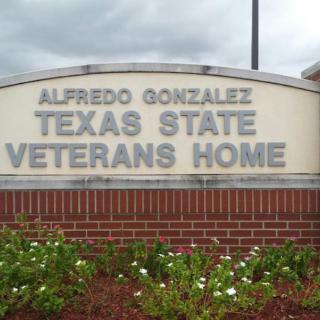 ALFREDO GONZALEZ
TEXAS STATE
VETERANS HOME